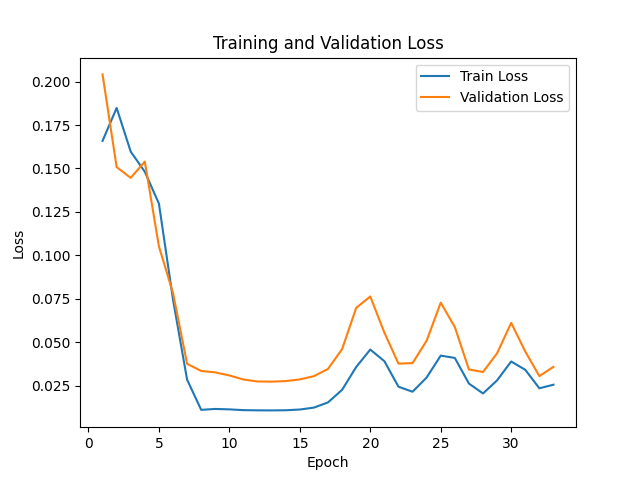 Training and Validation Loss
Train Loss
Validation Loss
0.200
0.175
0.150
0.125
0.100
0.075
0.050
0.025
Loss
0 5 10 15 20 25 30
Epoch